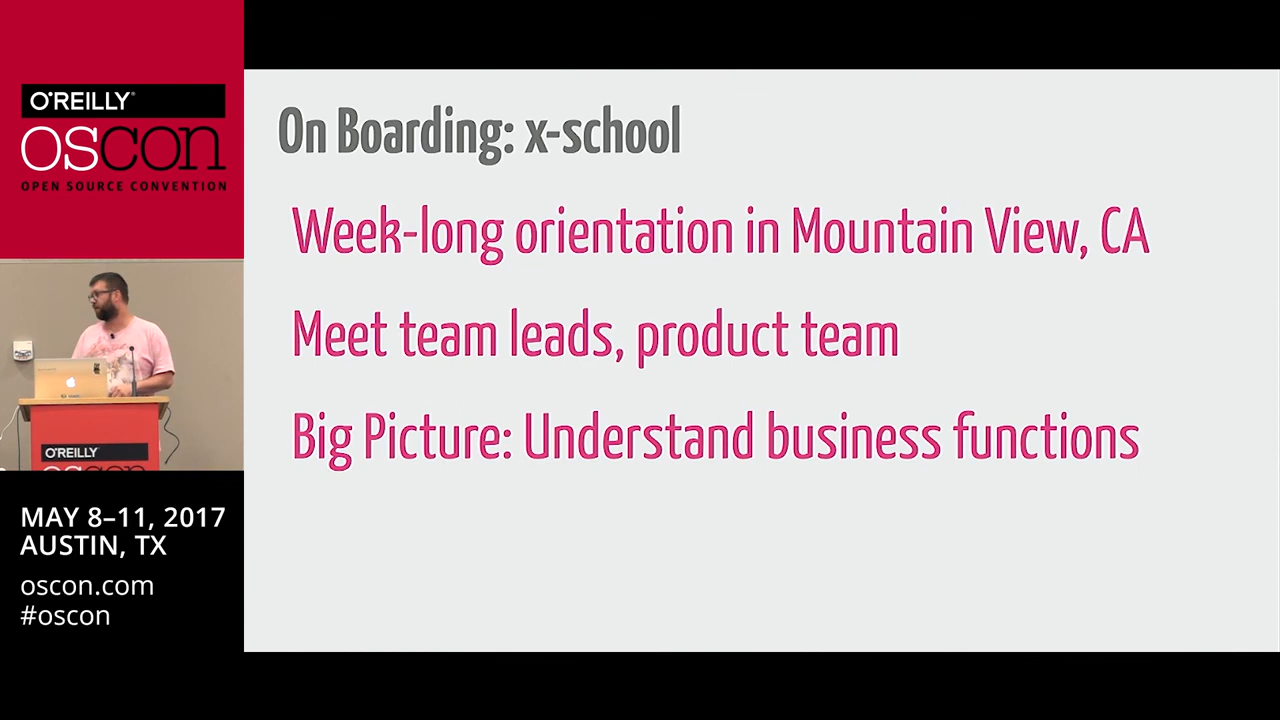 O'REILLY®
OSCON
OPEN SOURCE CONVENTION
On Boarding: x-school
Week-long orientation in Mountain View, CA
Meet team leads, product team
Big Picture: Understand business functions
O'REILLY
oscon
MAY 8–11, 2017
AUSTIN, TX
oscon.com
#oscon